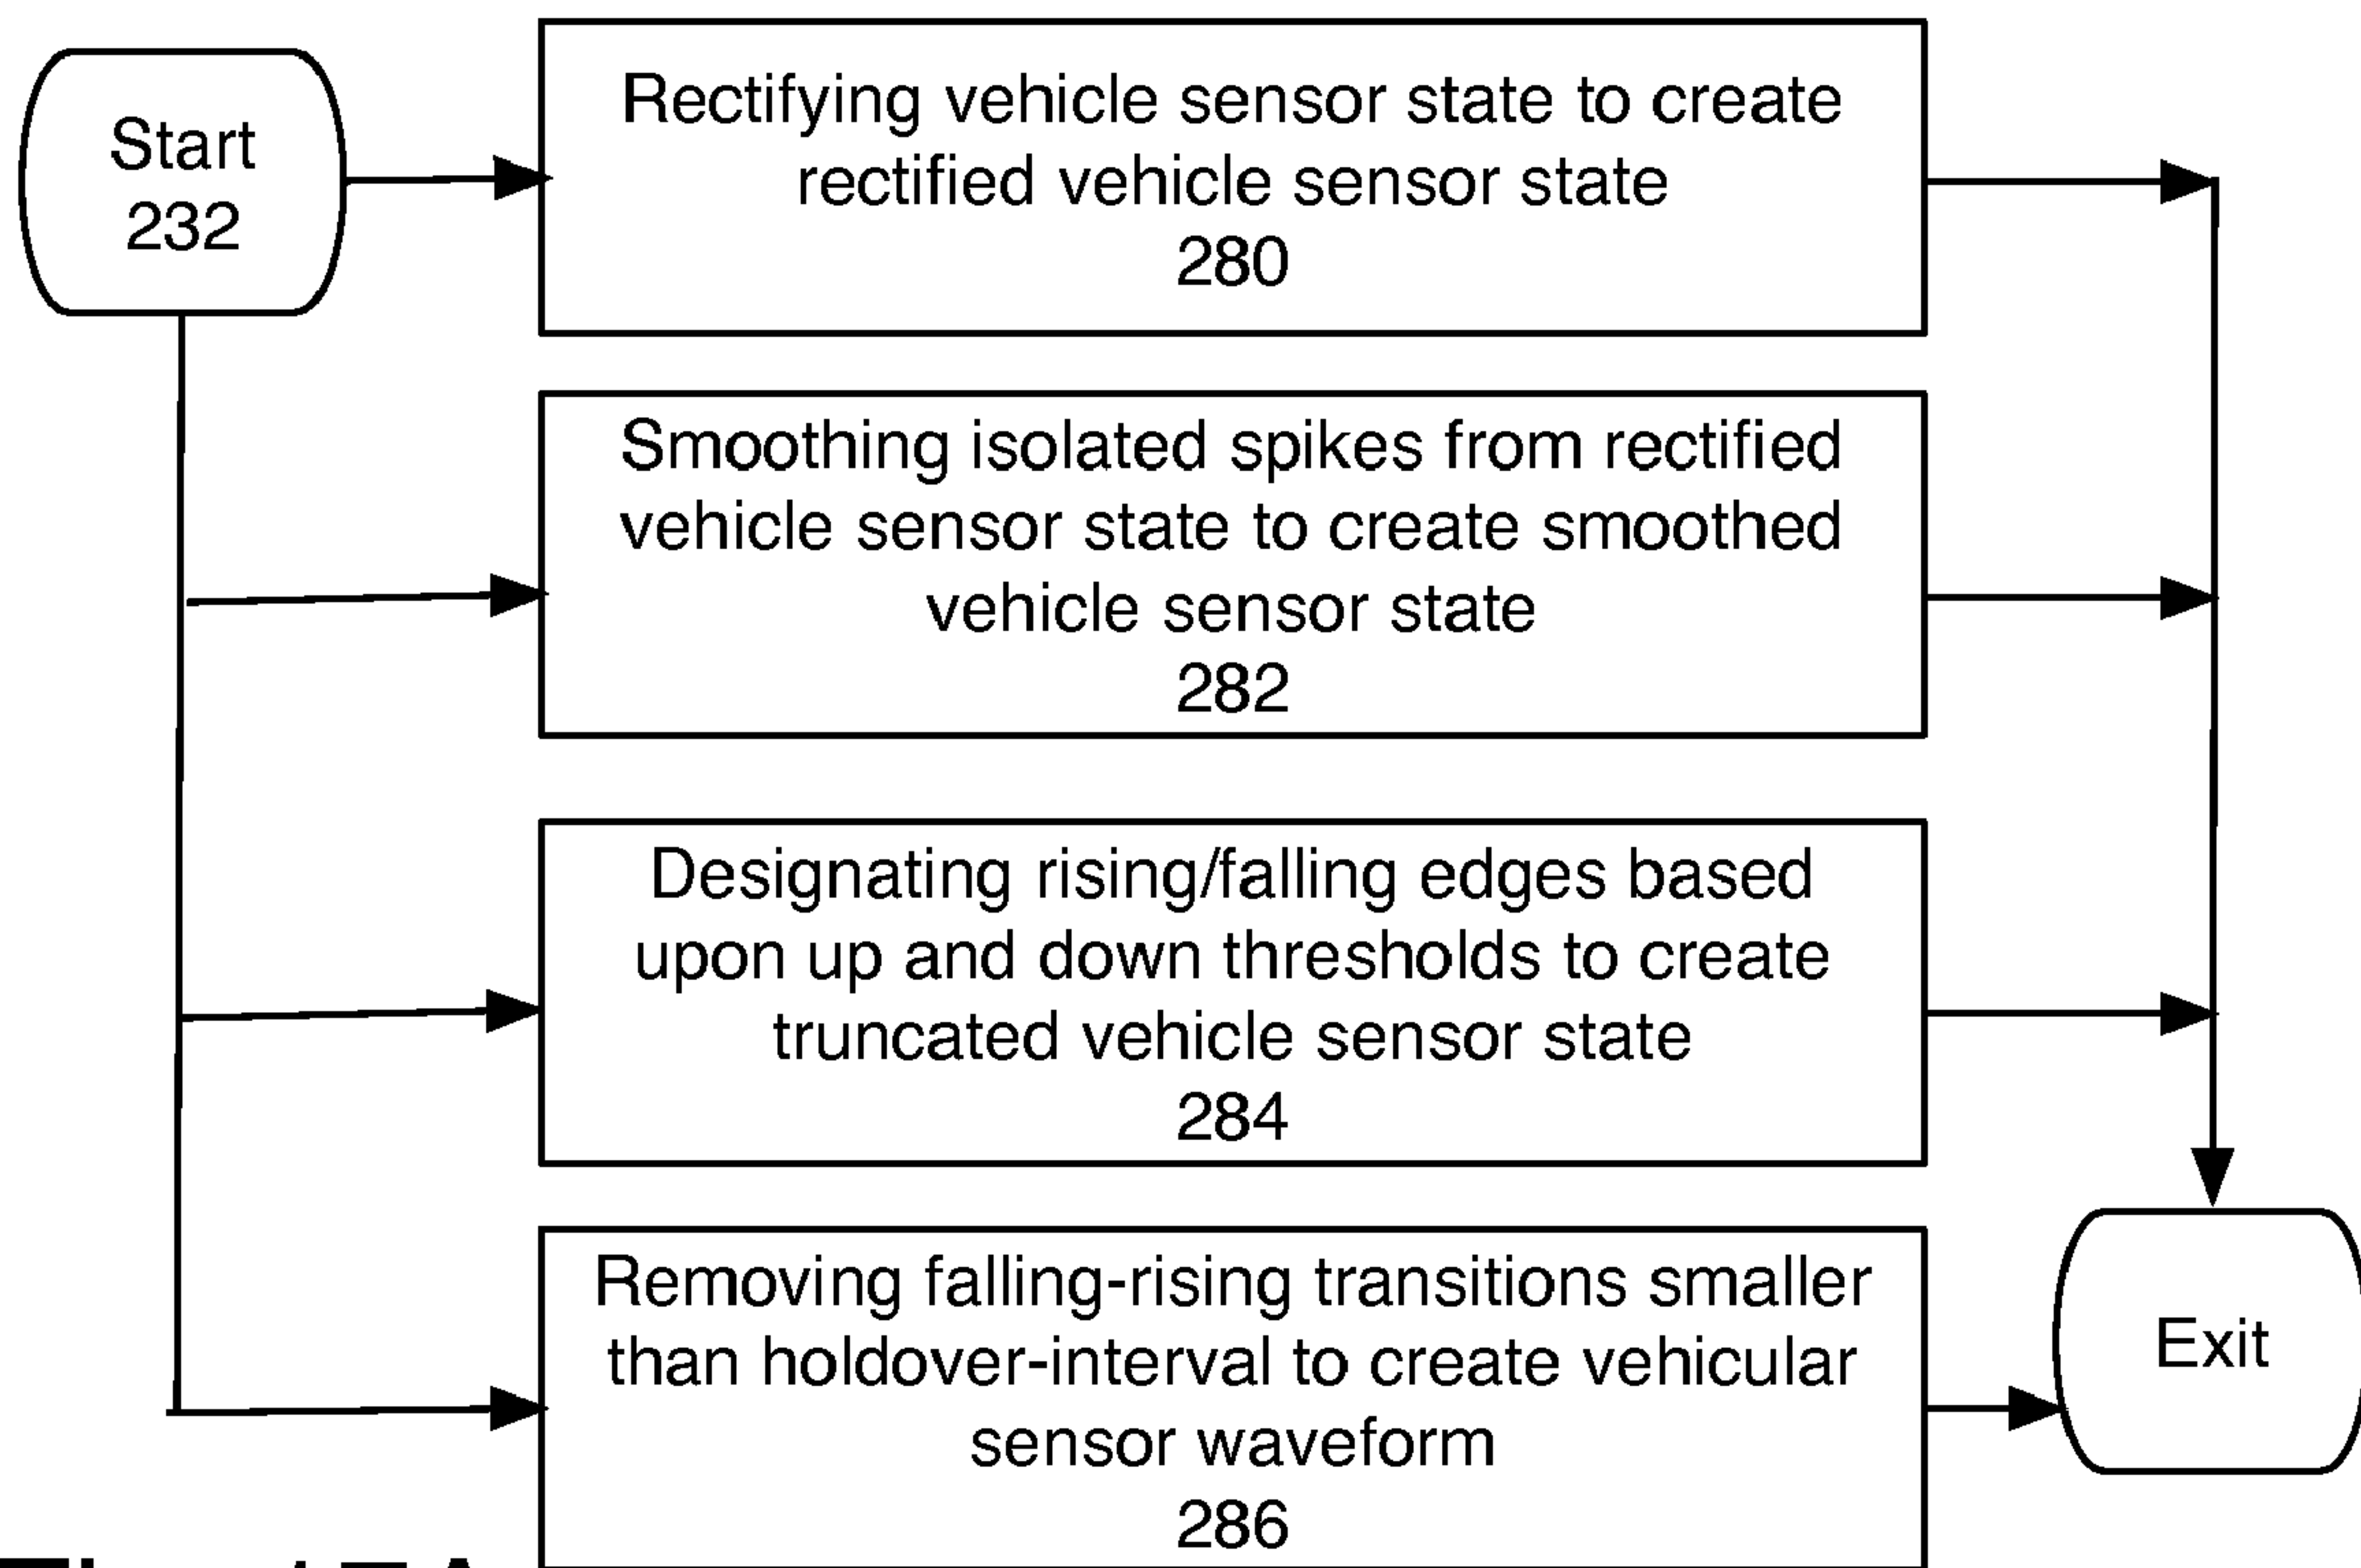 Start
232
Rectifying vehicle sensor state to create
rectified vehicle sensor state
280
Smoothing isolated spikes from rectified
vehicle sensor state to create smoothed
vehicle sensor state
282
Designating rising/falling edges based
upon up and down thresholds to create
truncated vehicle sensor state
284
Removing falling-rising transitions smaller
than holdover-interval to create vehicular
sensor waveform
286
Exit